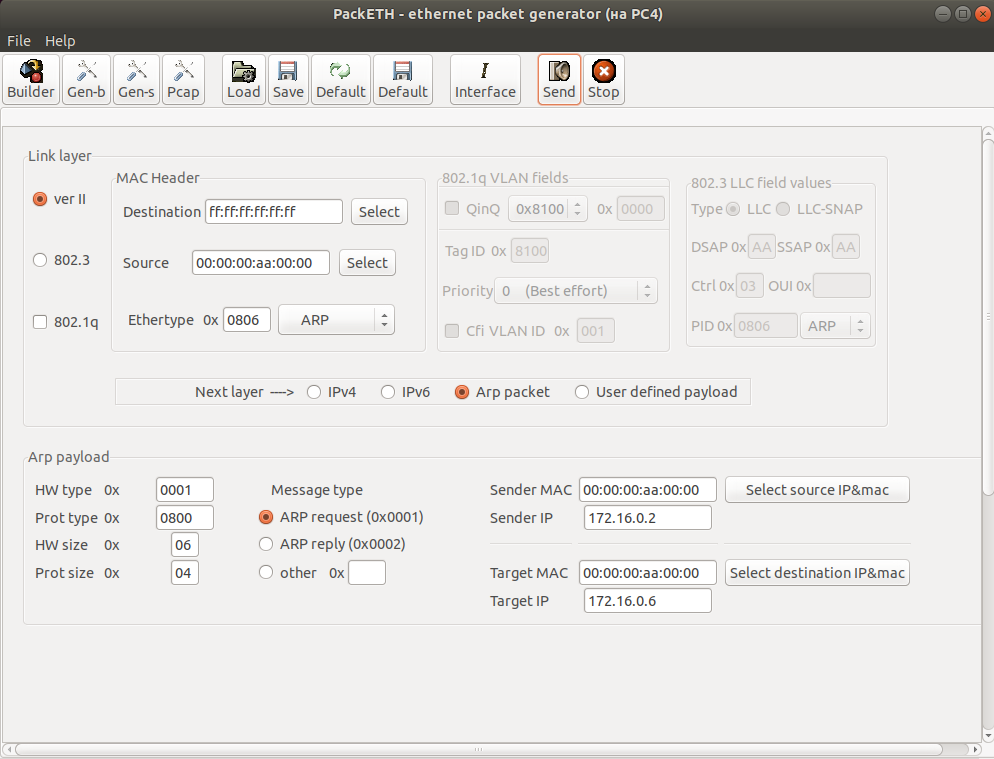 PackETH - ethernet packet generator (на PC4)
File Help
Builder Gen-b Gen-s Pcap Load Save Default Default Interface Send Stop
Link layer
ver II
802.3
802.1q
MAC Header
Destination ff:ff:ff:ff:ff:ff Select
Source 00:00:00:aa:00:00 Select
Ethertype 0x 0806 ARP
802.1q VLAN fields
QinQ 0x8100 0x 0000
Tag ID 0x 8100
Priority 0 (Best effort)
Cfi VLAN ID 0x 001
802.3 LLC field values
Type LLC LLC-SNAP
DSAP 0x AA SSAP 0x AA
Ctrl 0x 03 OUI 0x
PID 0x 0806 ARP
Next layer ----> IPv4 IPv6 Arp packet User defined payload
Arp payload
HW type 0x 0001
Prot type 0x 0800
HW size 0x 06
Prot size 0x 04
Message type
ARP request (0x0001)
ARP reply (0x0002)
other 0x
Sender MAC 00:00:00:aa:00:00 Select source IP&mac
Sender IP 172.16.0.2
Target MAC 00:00:00:aa:00:00 Select destination IP&mac
Target IP 172.16.0.6